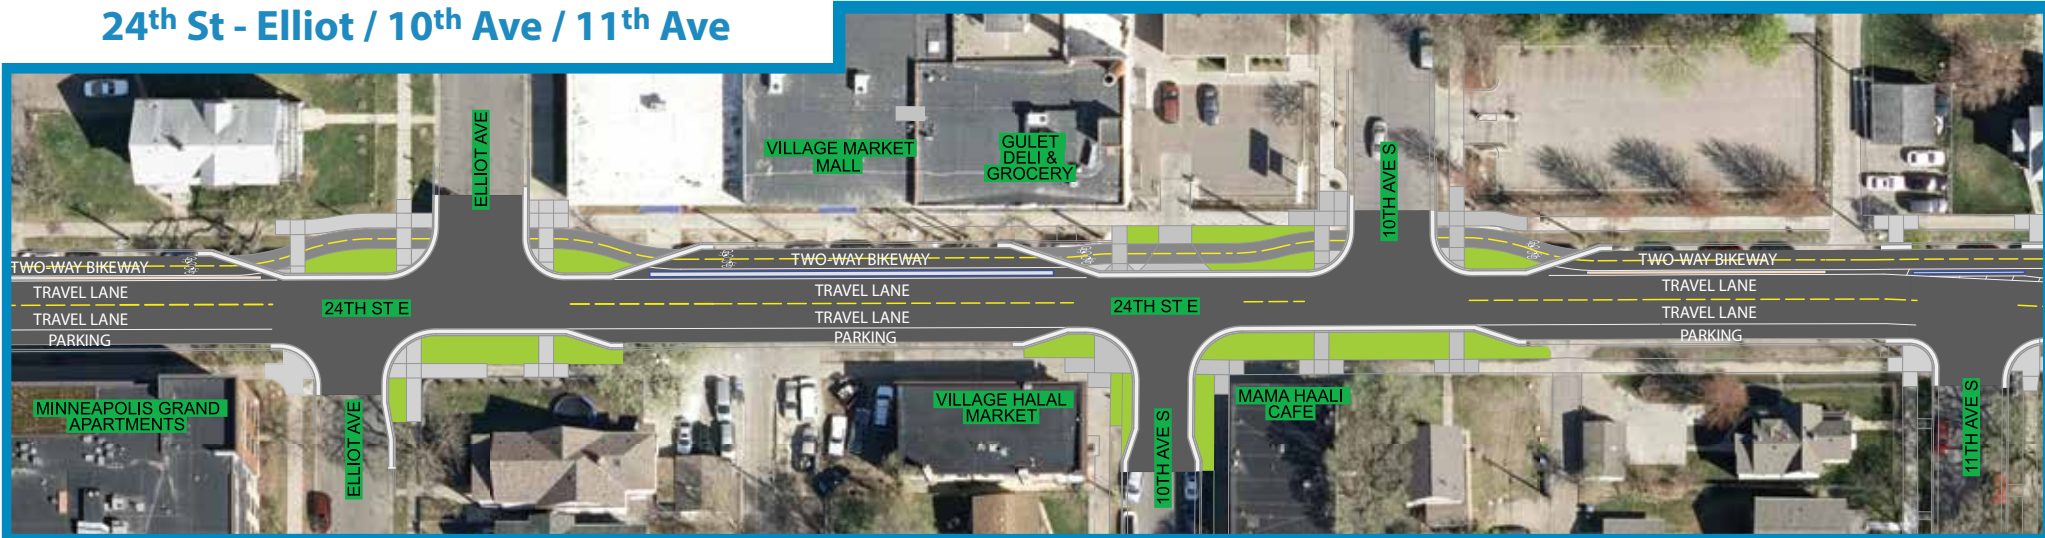 24th St - Elliot / 10th Ave / 11th Ave
ELLIOT AVE
VILLAGE MARKET
MALL
GULET
DELI &
GROCERY
10TH AVE S
TWO-WAY BIKEWAY
TWO-WAY BIKEWAY
TWO-WAY BIKEWAY
TRAVEL LANE
TRAVEL LANE
TRAVEL LANE
24TH ST E
24TH ST E
TRAVEL LANE
TRAVEL LANE
TRAVEL LANE
PARKING
PARKING
PARKING
MINNEAPOLIS GRAND
APARTMENTS
ELLIOT AVE
VILLAGE HALAL
MARKET
10TH AVE S
MAMA HAALI
CAFE
11TH AVE S